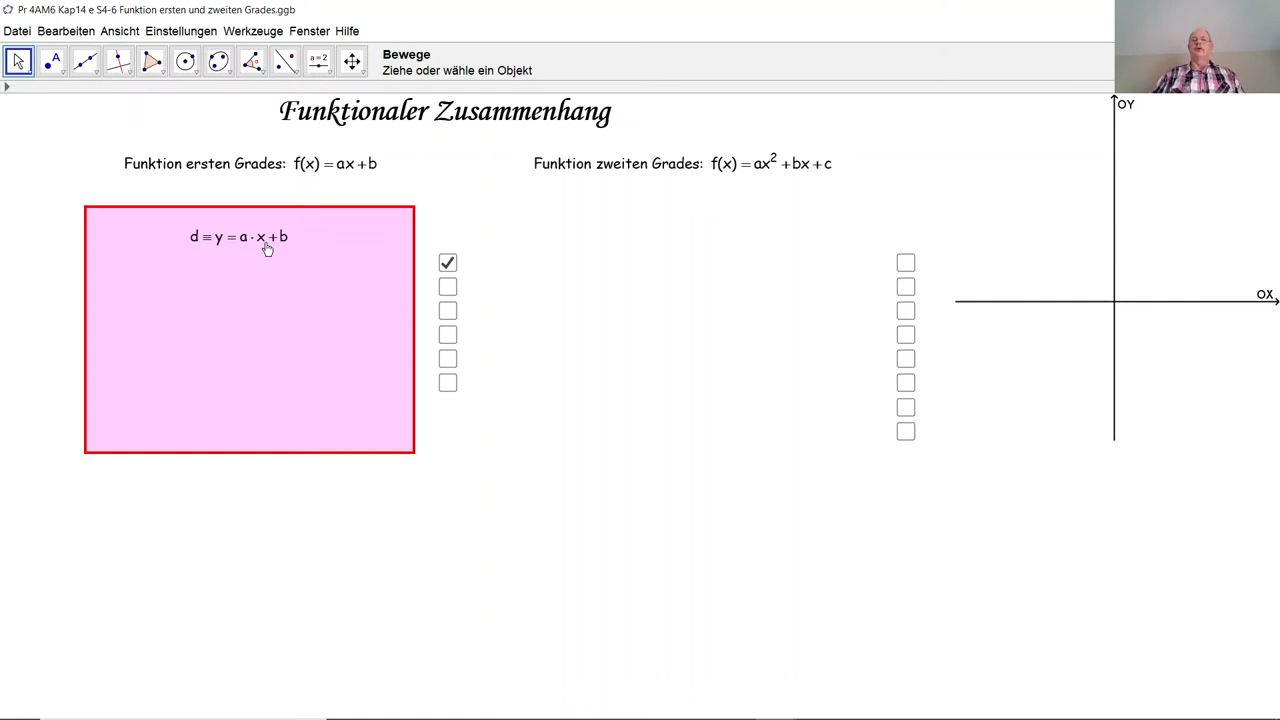 Pr 4AM6 Kap14 e S4-6 Funktion ersten und zweiten Grades.ggb
Datei Bearbeiten Ansicht Einstellungen Werkzeuge Fenster Hilfe
A
a=2
Bewege
Ziehe oder wähle ein Objekt
Funktionaler Zusammenhang
OY
Funktion ersten Grades: f(x) = ax + b
Funktion zweiten Grades: f(x) = ax² + bx + c
d ≡ y = a · x + b
OX